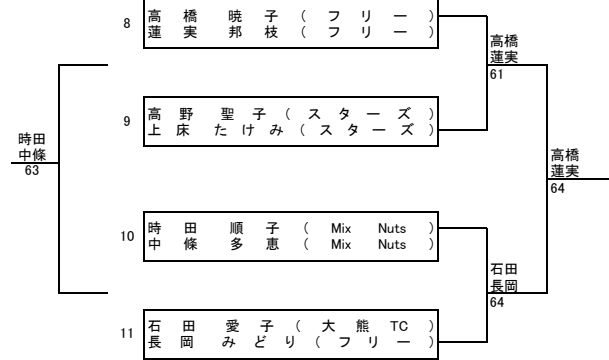 8 高橋 暁子 (フリー)
蓮実 邦枝 (フリー)
高橋
蓮実
61
9 高野 聖子 (スターズ)
上床 たけみ (スターズ)
時田
中條
63
高橋
蓮実
64
10 時田 順子 ( Mix Nuts )
中條 多恵 ( Mix Nuts )
石田
長岡
64
11 石田 愛子 (大熊 TC)
長岡 みどり (フリー)